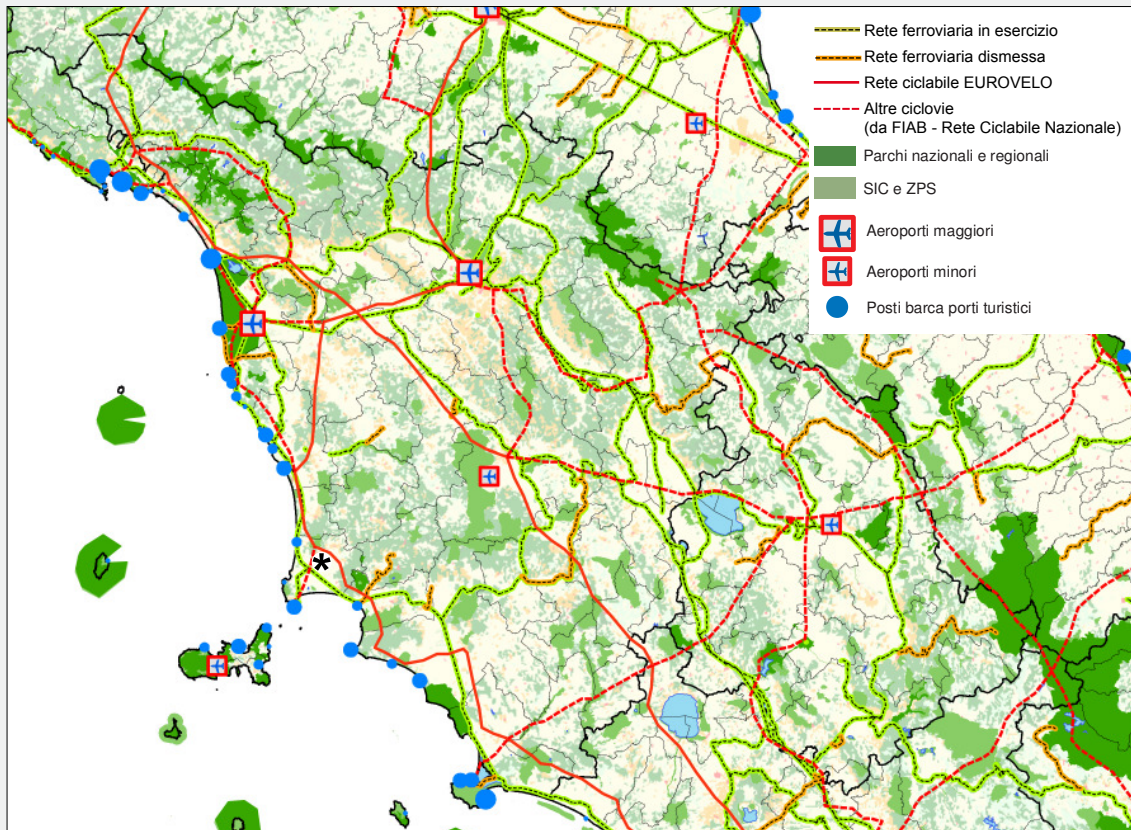 Rete ferroviaria in esercizio
Rete ferroviaria dismessa
Rete ciclabile EUROVELO
Altre ciclovie
(da FIAB - Rete Ciclabile Nazionale)
Parchi nazionali e regionali
SIC e ZPS
Aeroporti maggiori
Aeroporti minori
Posti barca porti turistici
*